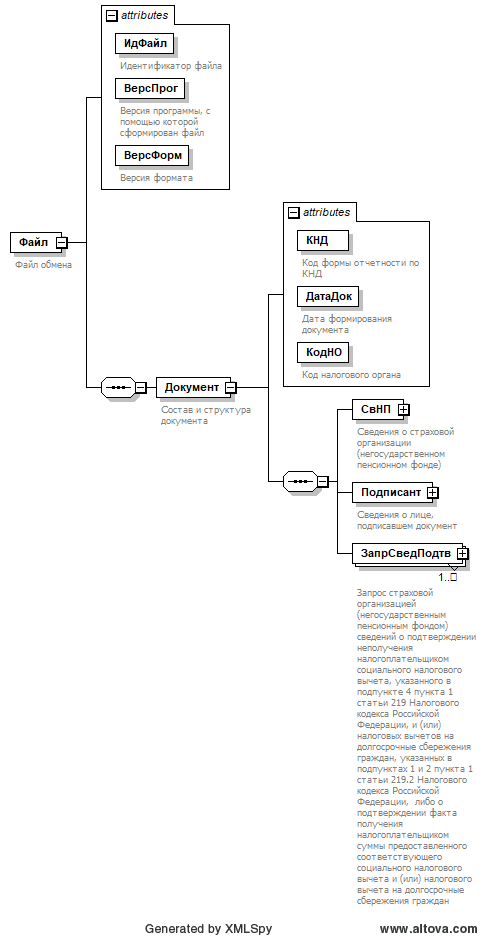 attributes
ИдФайл
Идентификатор файла
ВерсПрог
Версия программы, с
помощью которой
сформирован файл
ВерсФорм
Версия формата
Файл
Файл обмена
attributes
КНД
Код формы отчетности по
КНД
ДатаДок
Дата формирования
документа
КодНО
Код налогового органа
Документ
Состав и структура
документа
СвНП
Сведения о страховой
организации
(негосударственном
пенсионном фонде)
Подписант
Сведения о лице,
подписавшем документ
ЗапрСведПодтв
1..
Запрос страховой
организацией
(негосударственным
пенсионным фондом)
сведений о подтверждении
неполучения
налогоплательщиком
социального налогового
вычета, указанного в
подпункте 4 пункта 1
статьи 219 Налогового
кодекса Российской
Федерации, и (или)
налоговых вычетов на
долгосрочные сбережения
граждан, указанных в
подпунктах 1 и 2 пункта 1
статьи 219.2 Налогового
кодекса Российской
Федерации, либо о
подтверждении факта
получения
налогоплательщиком
суммы предоставленного
соответствующего
социального налогового
вычета и (или) налогового
вычета на долгосрочные
сбережения граждан
Generated by XMLSpy
www.altova.com